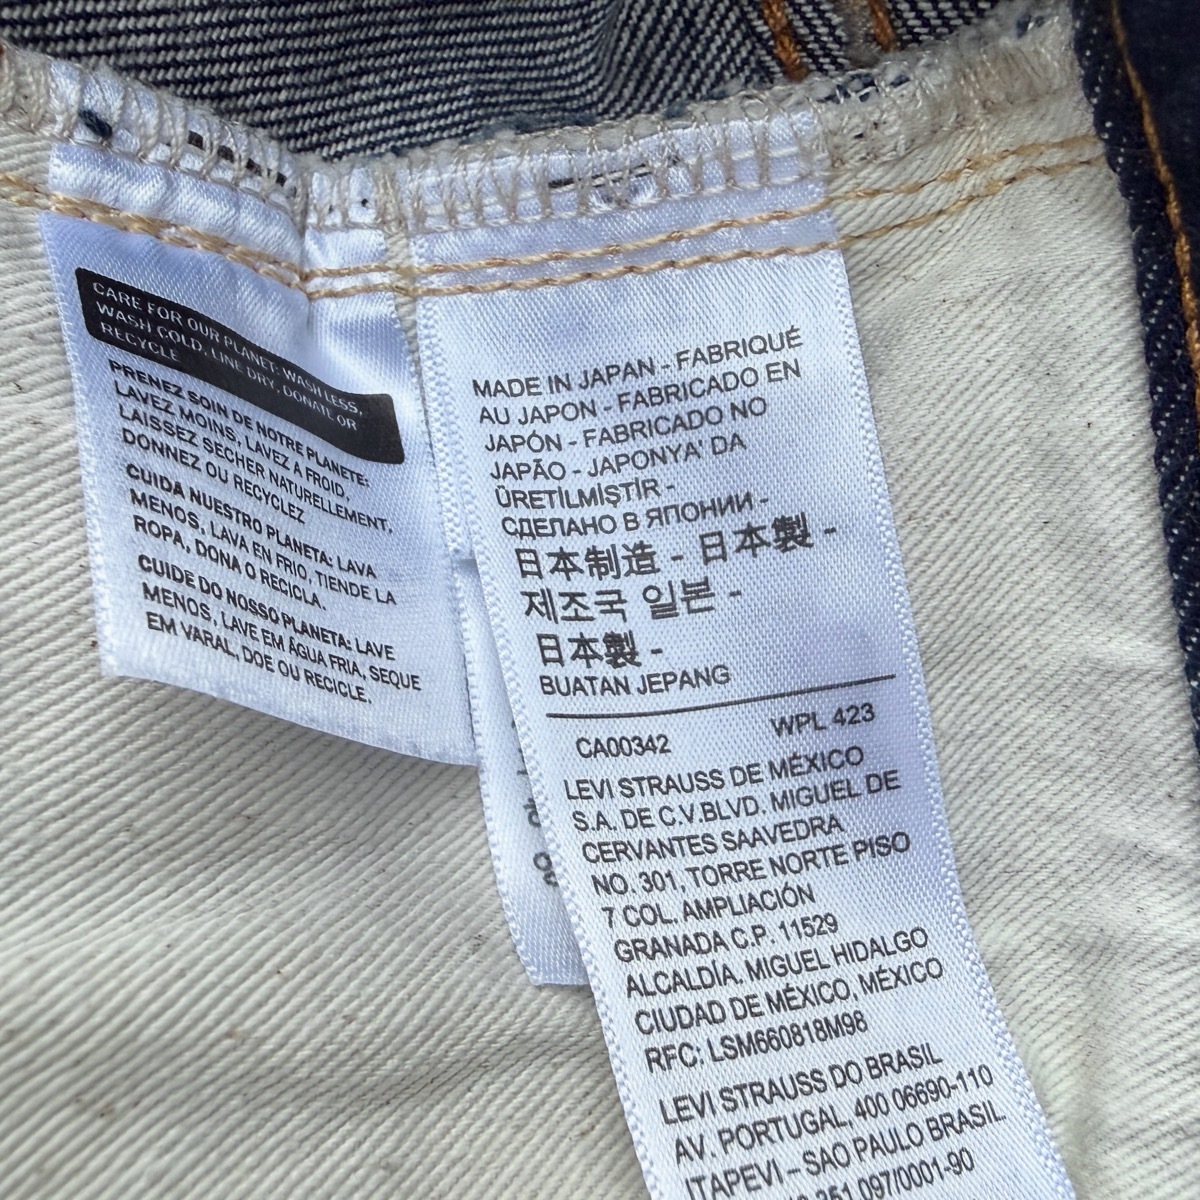 CARE FOR OUR PLANET: WASH LESS,
WASH COLD, LINE DRY, DONATE OR
RECYCLE
PRENEZ SOIN DE NOTRE PLANETE:
LAVEZ MOINS, LAVEZ A FROID,
LAISSEZ SÉCHER NATURELLEMENT,
DONNEZ OU RECYCLEZ
CUIDA NUESTRO PLANETA: LAVA
MENOS, LAVA EN FRIO, TIENDE LA
ROPA, DONA O RECICLA.
CUIDE DO NOSSO PLANETA: LAVE
MENOS, LAVE EM ÁGUA FRIA, SEQUE
EM VARAL, DOE OU RECICLE.
MADE IN JAPAN - FABRIQUÉ
AU JAPON - FABRICADO EN
JAPÓN - FABRICADO NO
JAPÃO - JAPONYA' DA
ÜRETİLMİŞTİR -
СДЕЛАНО В ЯПОНИИ -
日本制造 - 日本製 -
제조국 일본 -
日本製 -
BUATAN JEPANG
CA00342 WPL 423
LEVI STRAUSS DE MÉXICO
S.A. DE C.V.BLVD. MIGUEL DE
CERVANTES SAAVEDRA
NO. 301, TORRE NORTE PISO
7 COL. AMPLIACIÓN
GRANADA C.P. 11529
ALCALDÍA. MIGUEL HIDALGO
CIUDAD DE MÉXICO, MÉXICO
RFC: LSM660818M98
LEVI STRAUSS DO BRASIL
AV. PORTUGAL, 400 06690-110
ITAPEVI – SAO PAULO BRASIL
097/0001-90